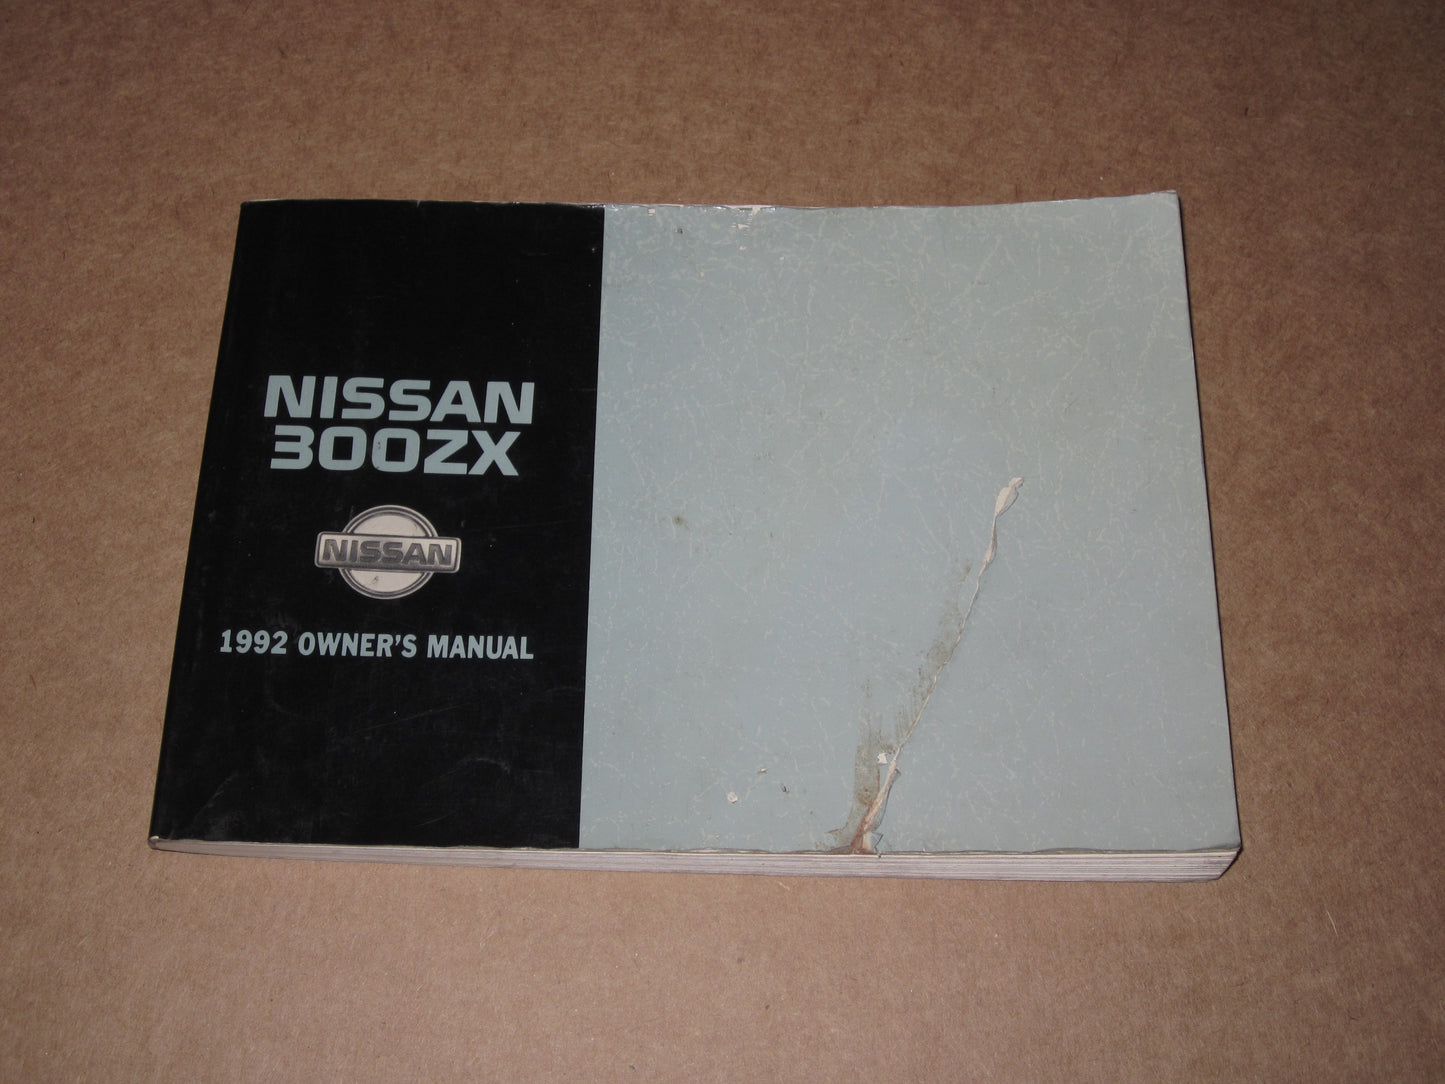 NISSAN
300ZX
NISSAN
1992 OWNER'S MANUAL